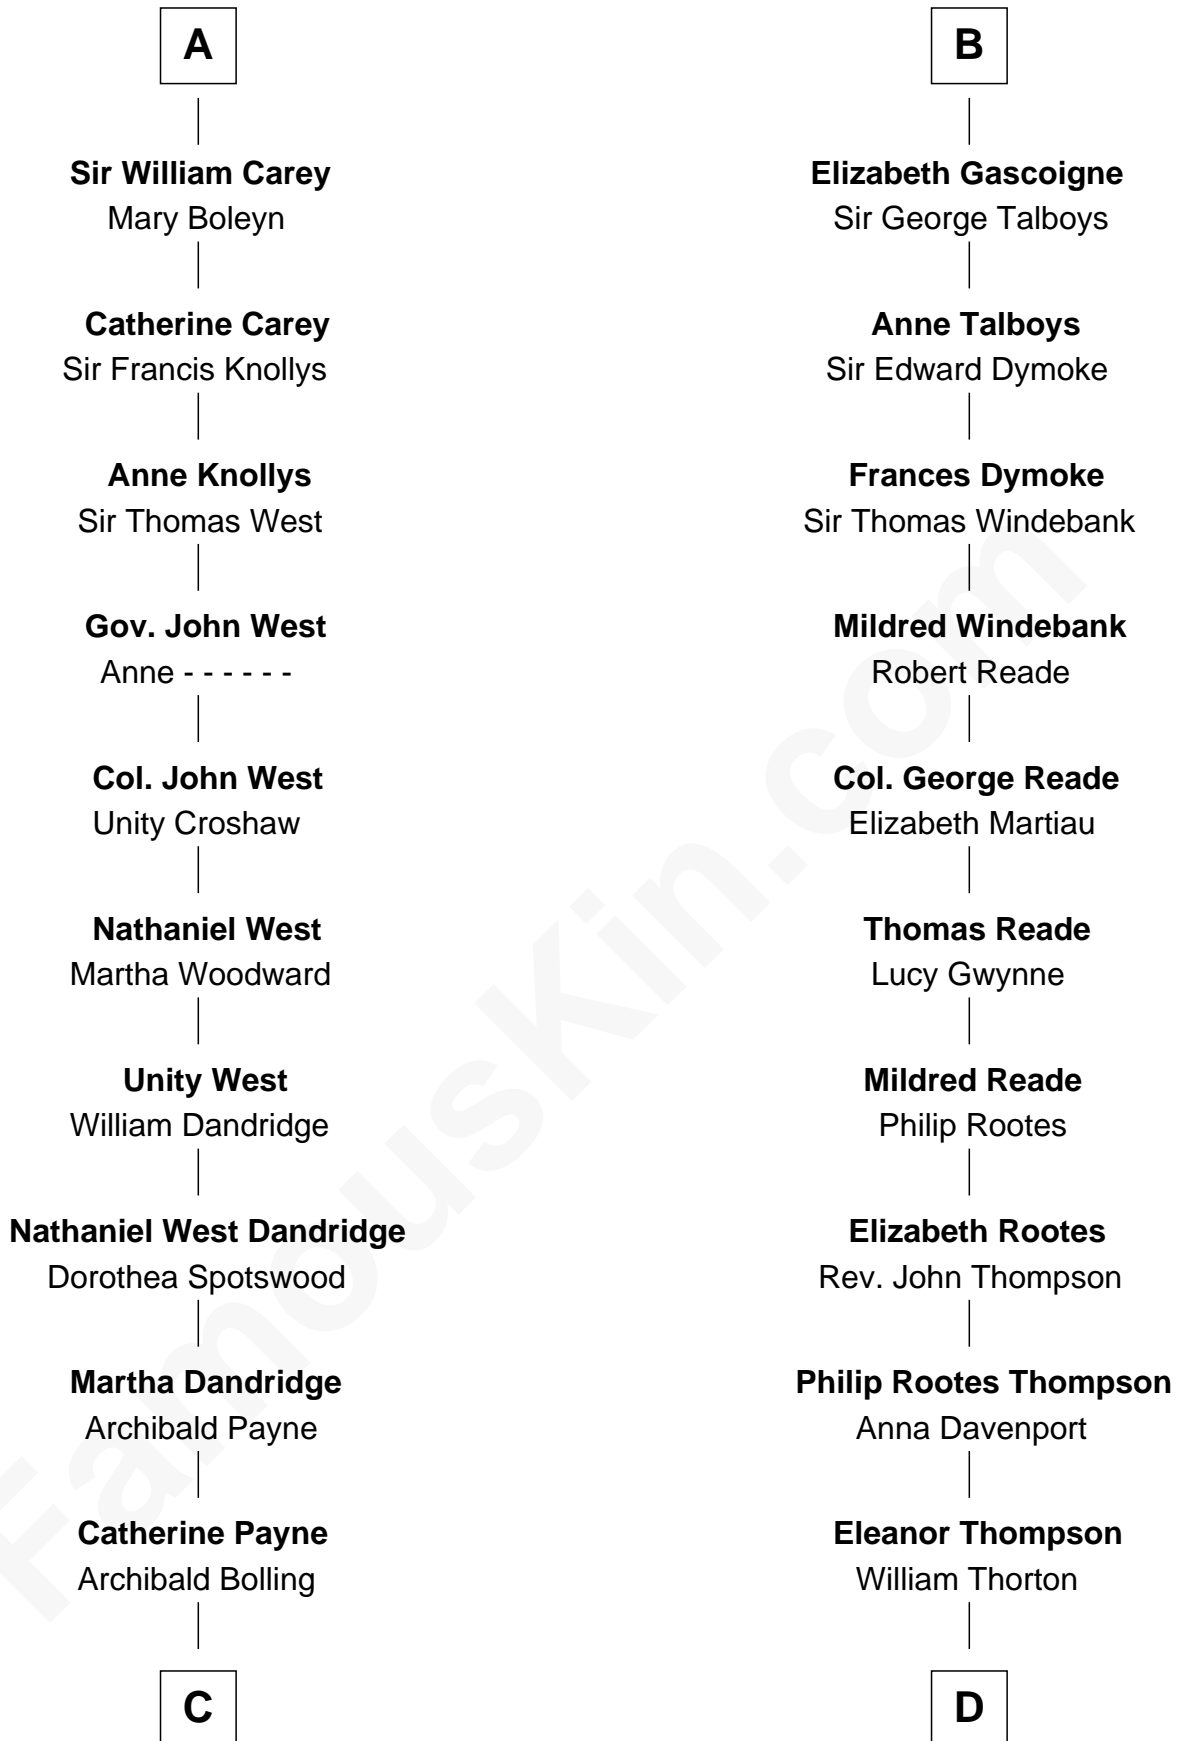 A
Sir William Carey
Mary Boleyn
Catherine Carey
Sir Francis Knollys
Anne Knollys
Sir Thomas West
Gov. John West
Anne - - - - - -
Col. John West
Unity Croshaw
Nathaniel West
Martha Woodward
Unity West
William Dandridge
Nathaniel West Dandridge
Dorothea Spotswood
Martha Dandridge
Archibald Payne
Catherine Payne
Archibald Bolling
C
B
Elizabeth Gascoigne
Sir George Talboys
Anne Talboys
Sir Edward Dymoke
Frances Dymoke
Sir Thomas Windebank
Mildred Windebank
Robert Reade
Col. George Reade
Elizabeth Martiau
Thomas Reade
Lucy Gwynne
Mildred Reade
Philip Rootes
Elizabeth Rootes
Rev. John Thompson
Philip Rootes Thompson
Anna Davenport
Eleanor Thompson
William Thorton
D
FamousKin.com